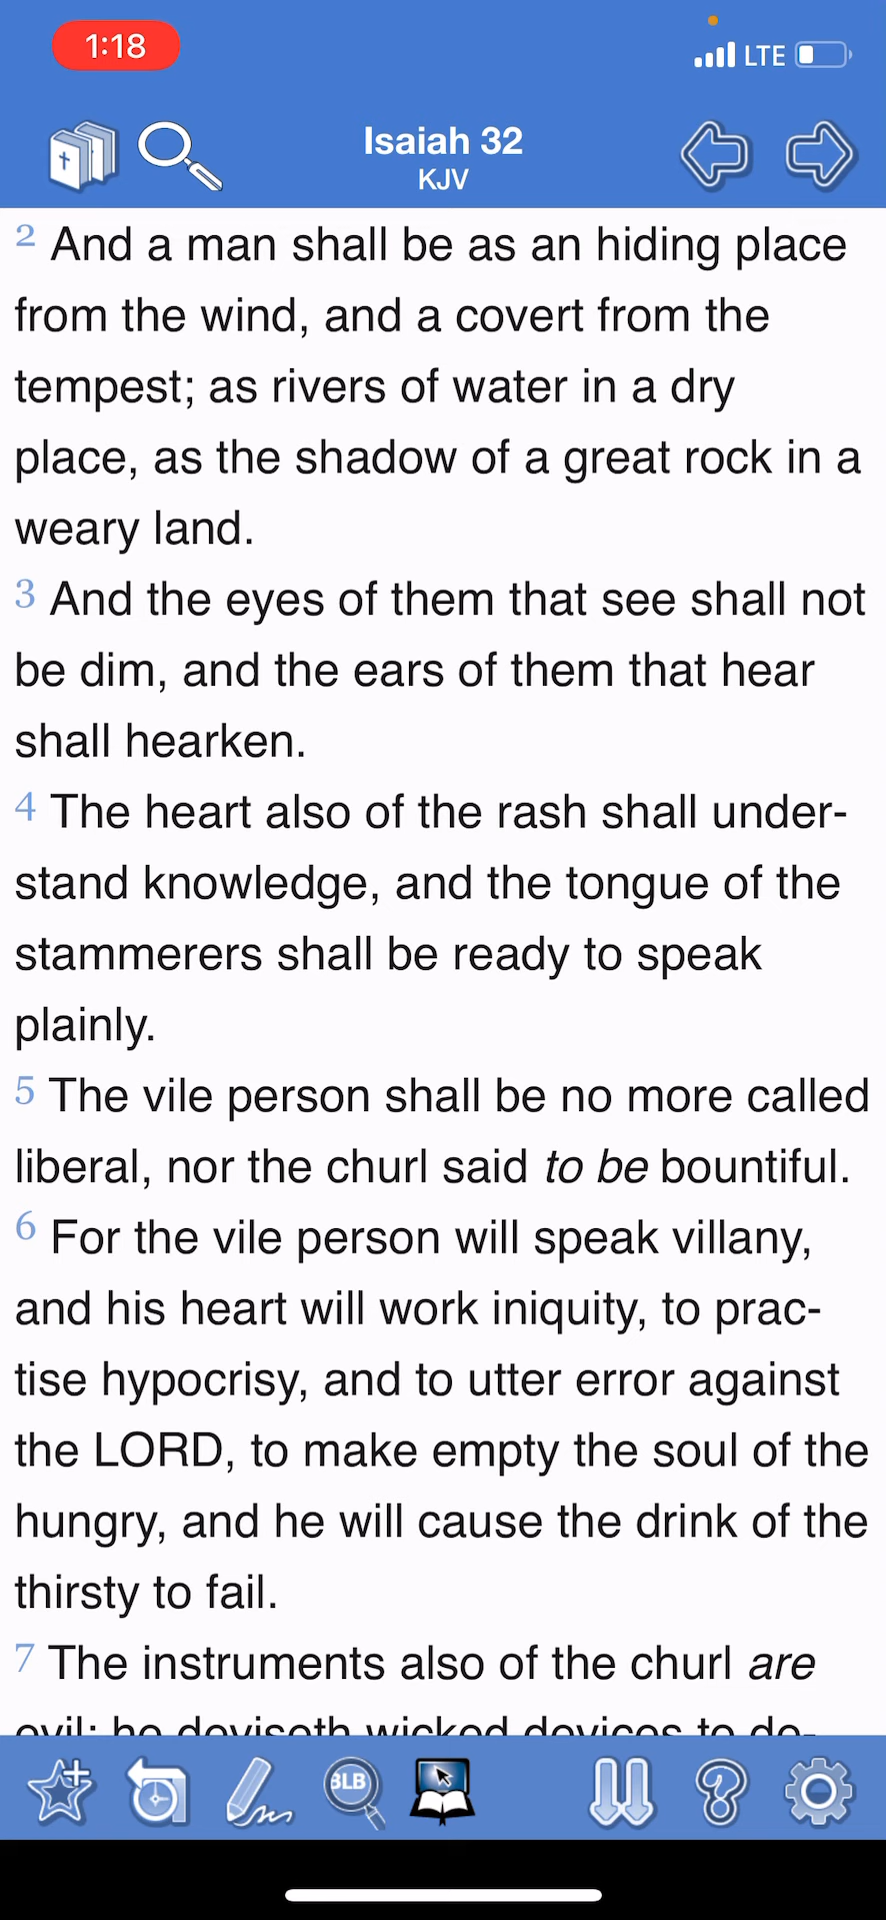 1:18
LTE
Isaiah 32
KJV
2 And a man shall be as an hiding place
from the wind, and a covert from the
tempest; as rivers of water in a dry
place, as the shadow of a great rock in a
weary land.
3 And the eyes of them that see shall not
be dim, and the ears of them that hear
shall hearken.
4 The heart also of the rash shall under-
stand knowledge, and the tongue of the
stammerers shall be ready to speak
plainly.
5 The vile person shall be no more called
liberal, nor the churl said to be bountiful.
6 For the vile person will speak villany,
and his heart will work iniquity, to prac-
tise hypocrisy, and to utter error against
the LORD, to make empty the soul of the
hungry, and he will cause the drink of the
thirsty to fail.
7 The instruments also of the churl are
evil: he deviseth wicked devices to de-
BLB